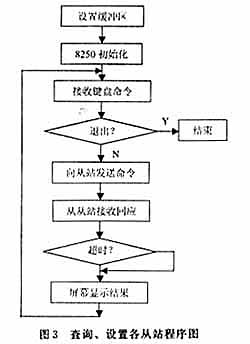 设置缓冲区
8250 初始化
接收键盘命令
退出?
Y
结束
N
向从站发送命令
从从站接收回应
超时?
屏幕显示结果
图3 查询、设置各从站程序图